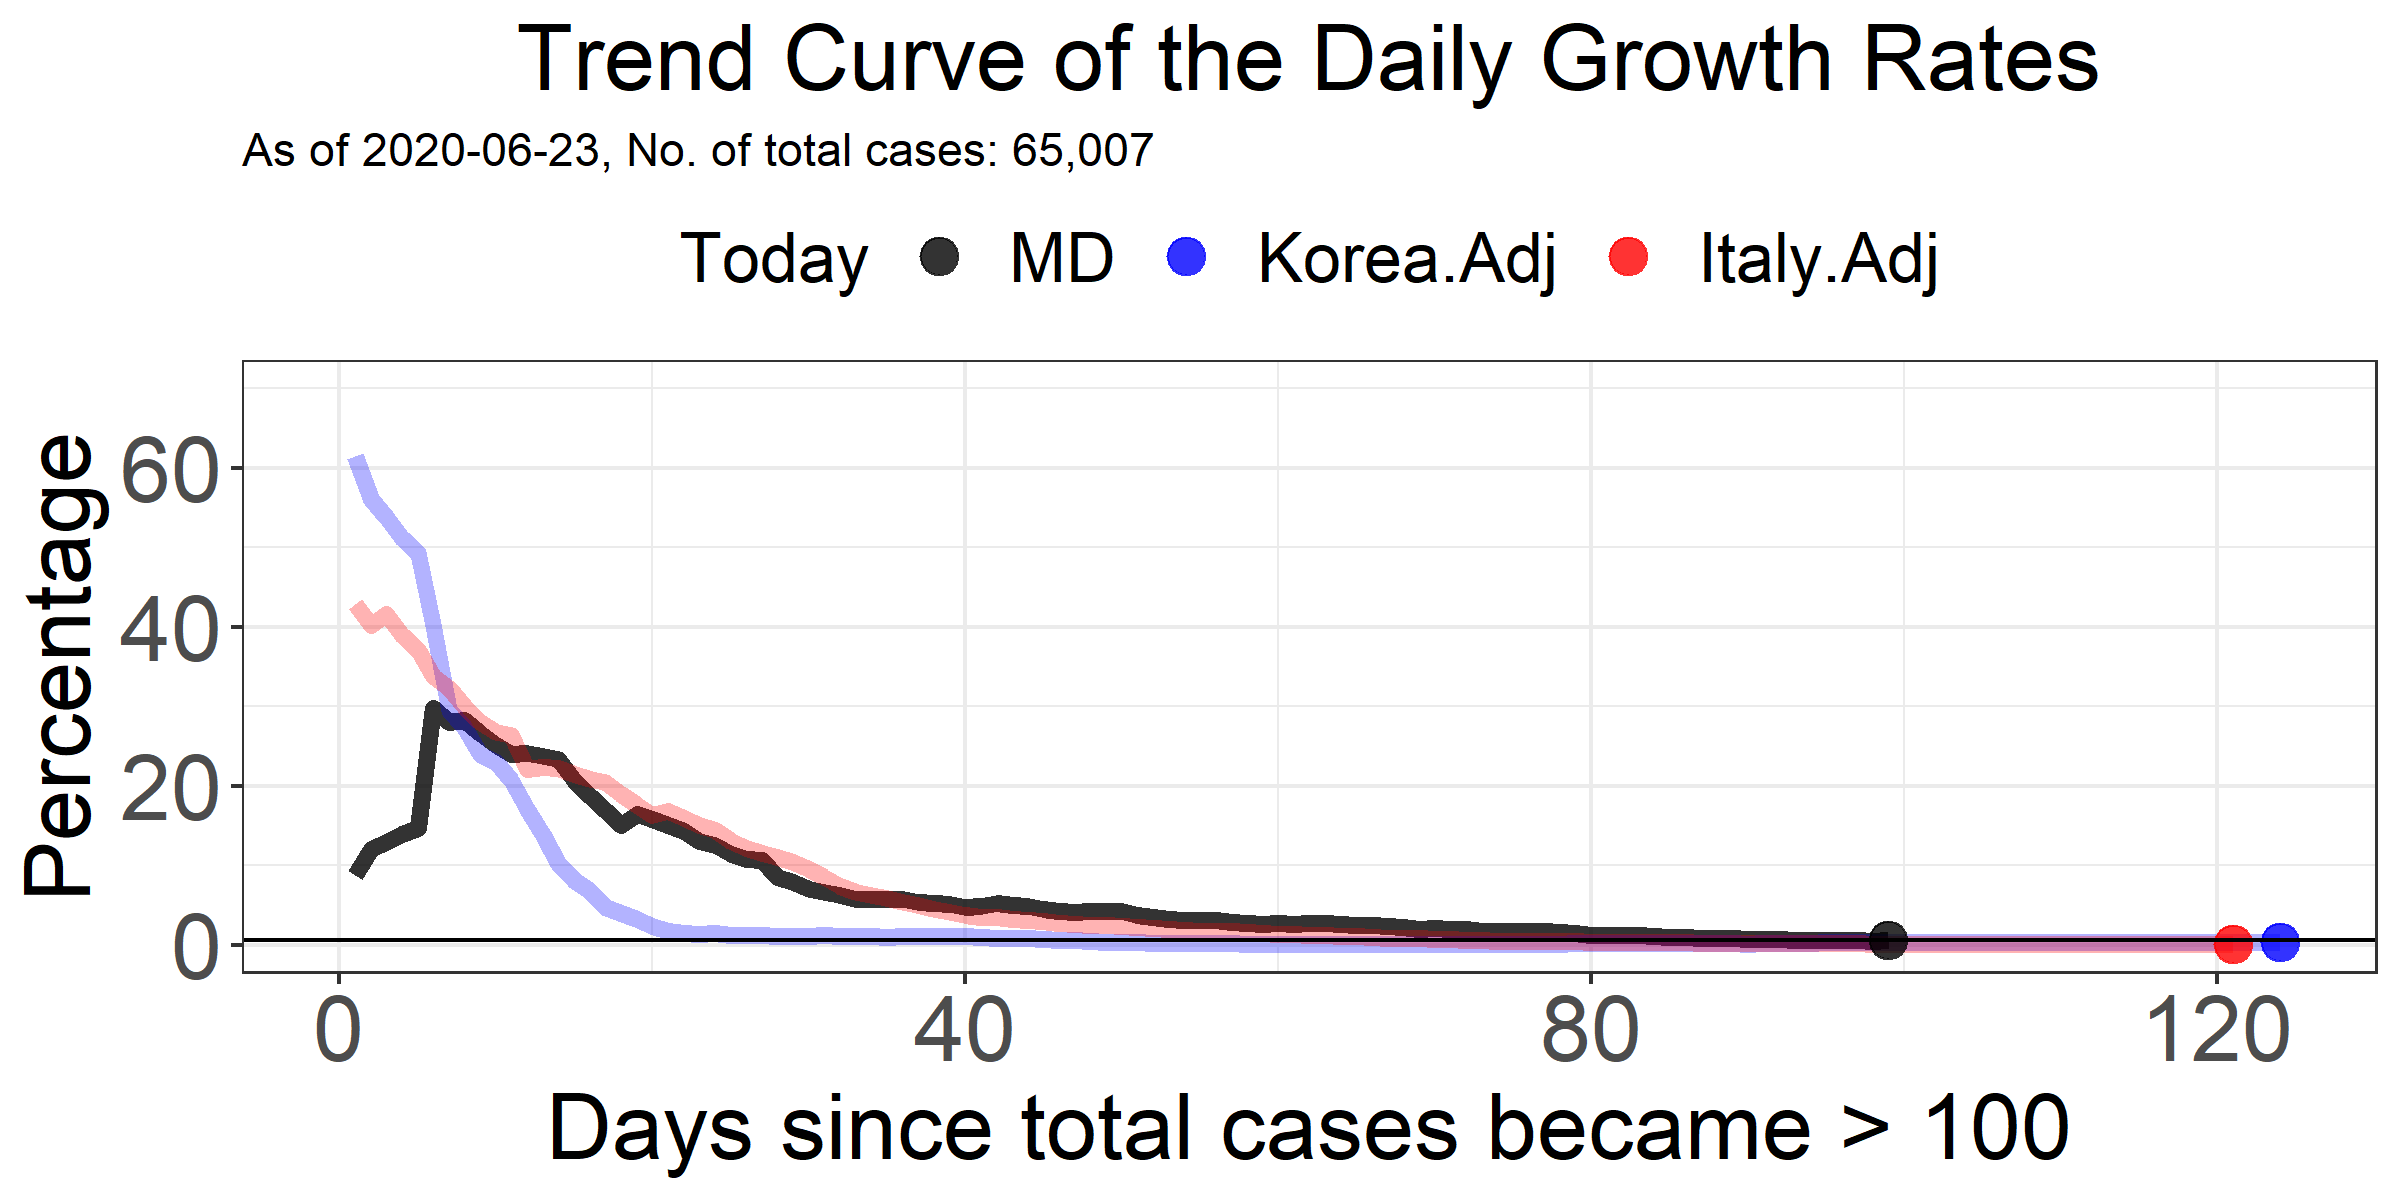 Trend Curve of the Daily Growth Rates
As of 2020-06-23, No. of total cases: 65,007
Today MD Korea.Adj Italy.Adj
Percentage
60
40
20
0
0 40 80 120
Days since total cases became > 100